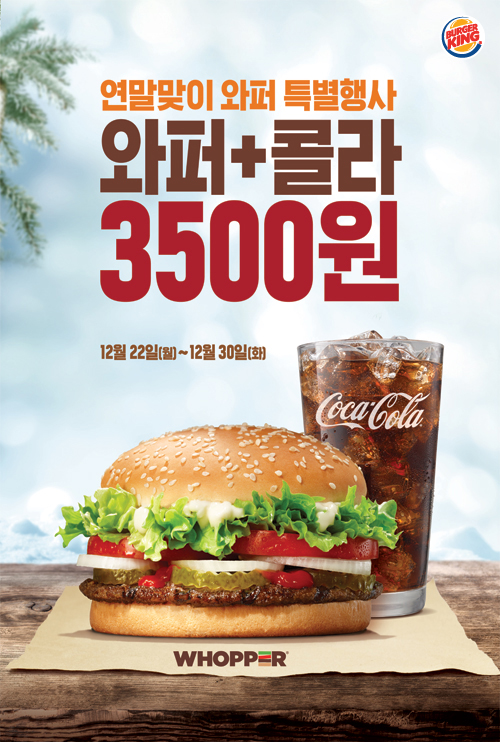 BURGER
KING
연말맞이 와퍼 특별행사
와퍼+콜라
3500원
12월 22일(월)~12월 30일(화)
Coca-Cola
WHOPPER